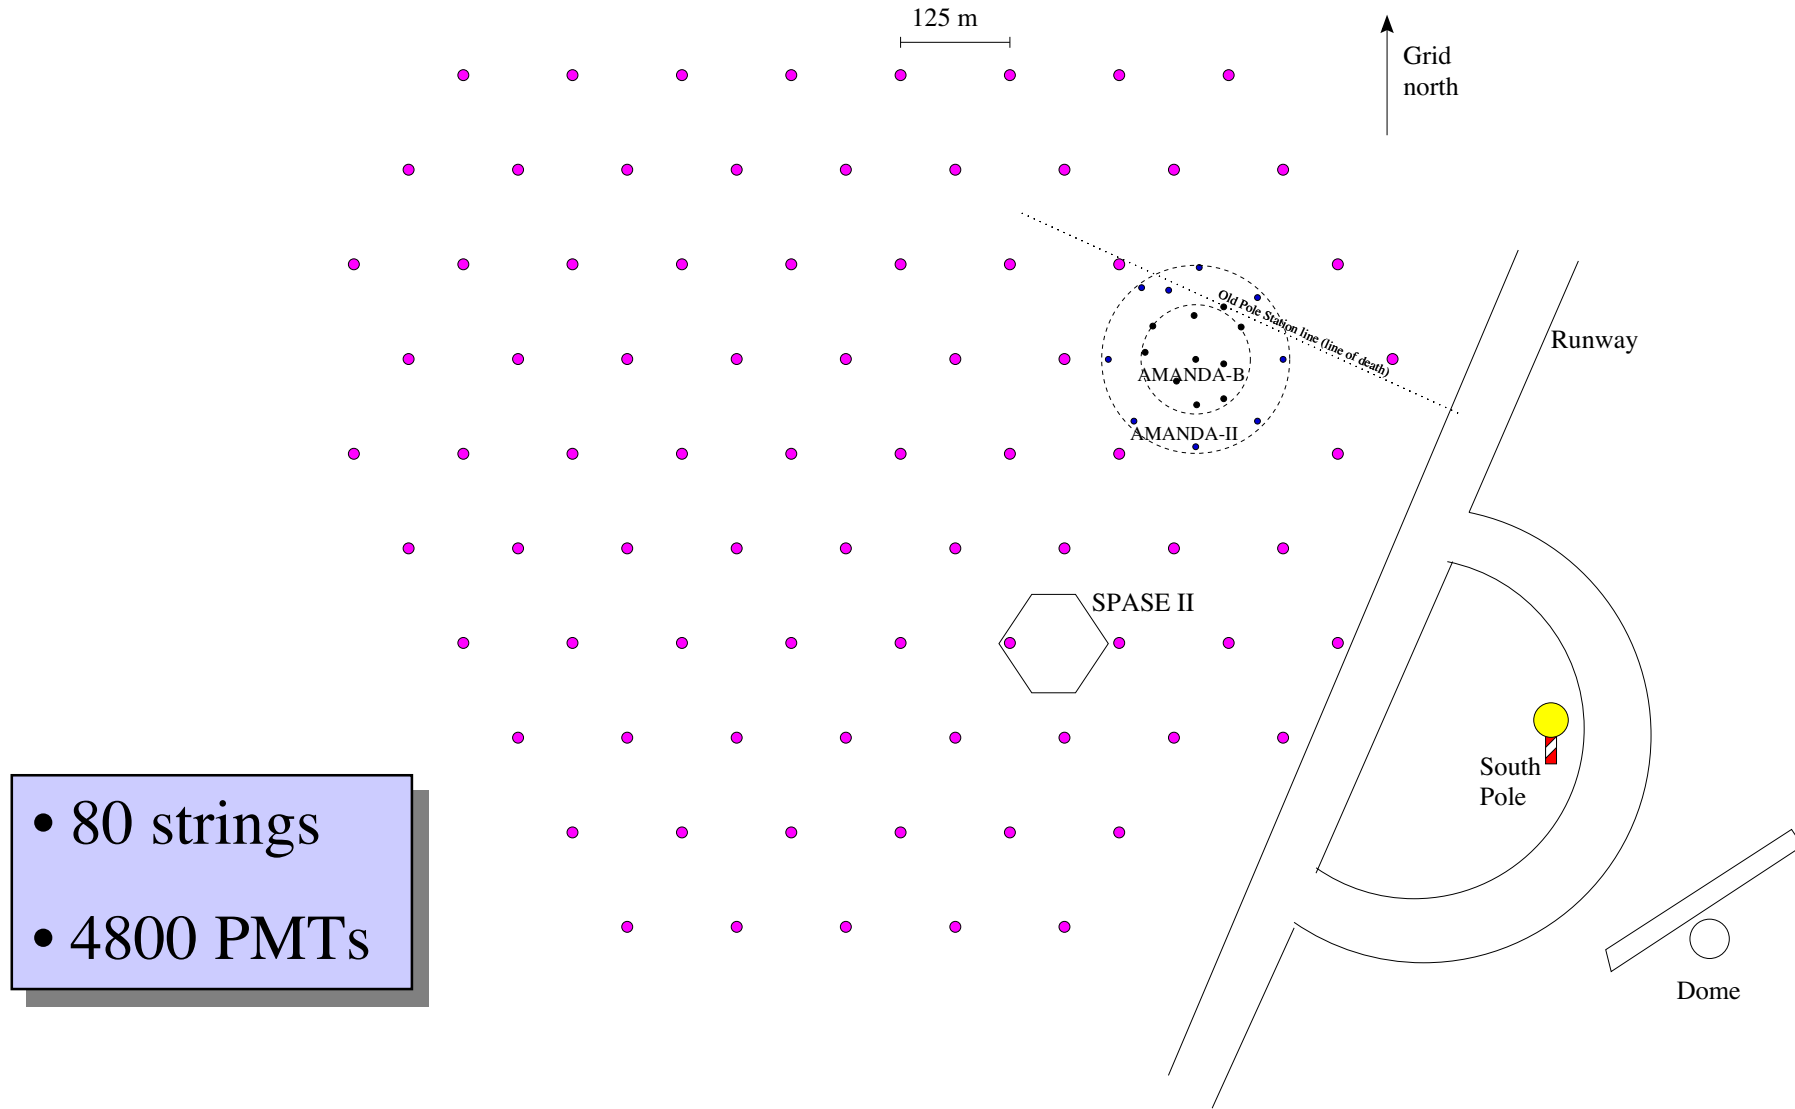 125 m
Grid
north
Old Pole Station line (line of death)
Runway
AMANDA-B
AMANDA-II
SPASE II
South
Pole
• 80 strings
• 4800 PMTs
Dome